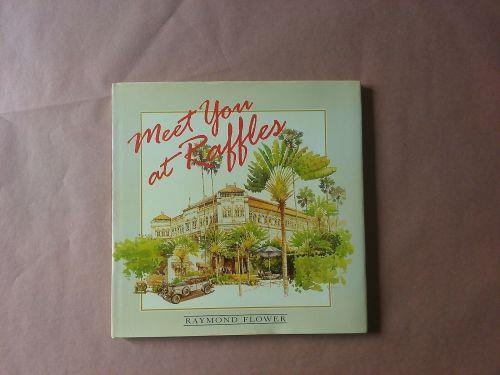 Meet You
at Raffles
RAYMOND FLOWER